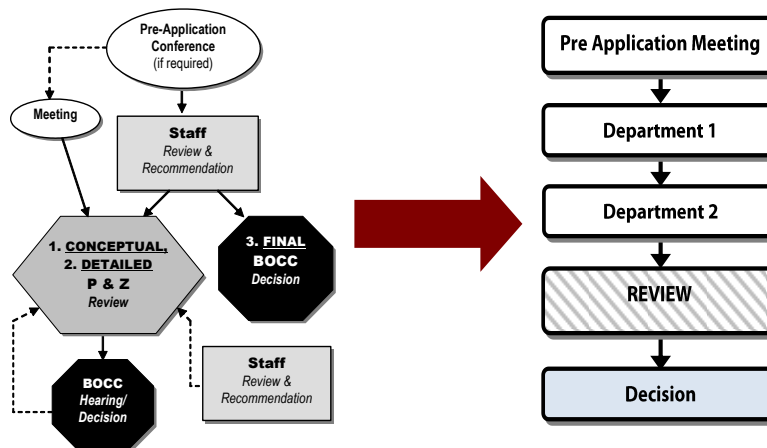 Pre-Application
Conference
(if required)
Meeting
Staff
Review &
Recommendation
1. CONCEPTUAL,
2. DETAILED
P & Z
Review
3. FINAL
BOCC
Decision
BOCC
Hearing/
Decision
Staff
Review &
Recommendation
Pre Application Meeting
Department 1
Department 2
REVIEW
Decision